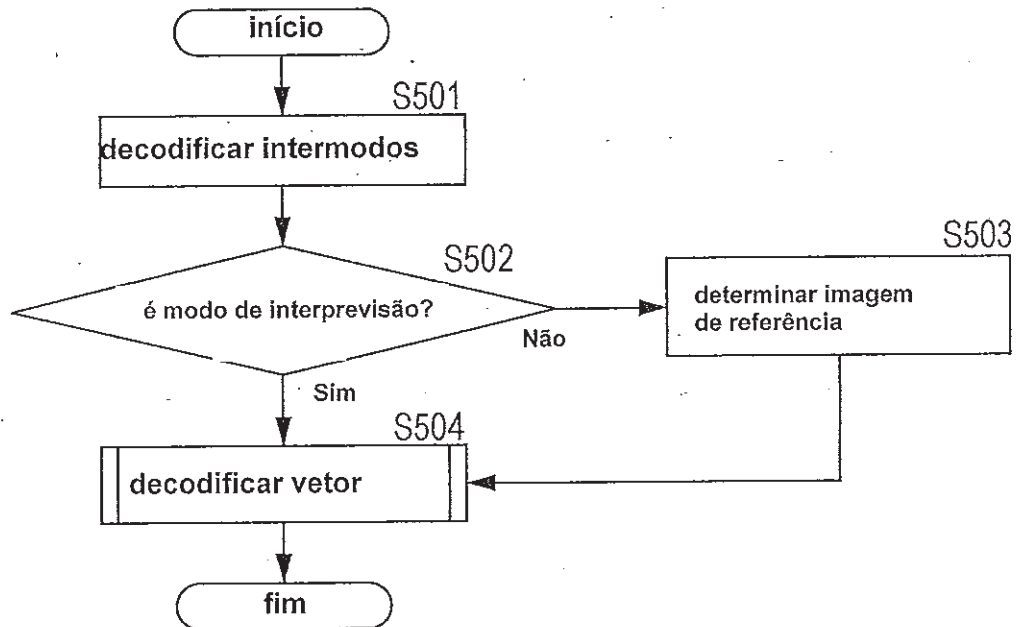 início
S501
decodificar intermodos
S502
é modo de interprevisão?
Não
Sim
S503
determinar imagem
de referência
S504
decodificar vetor
fim